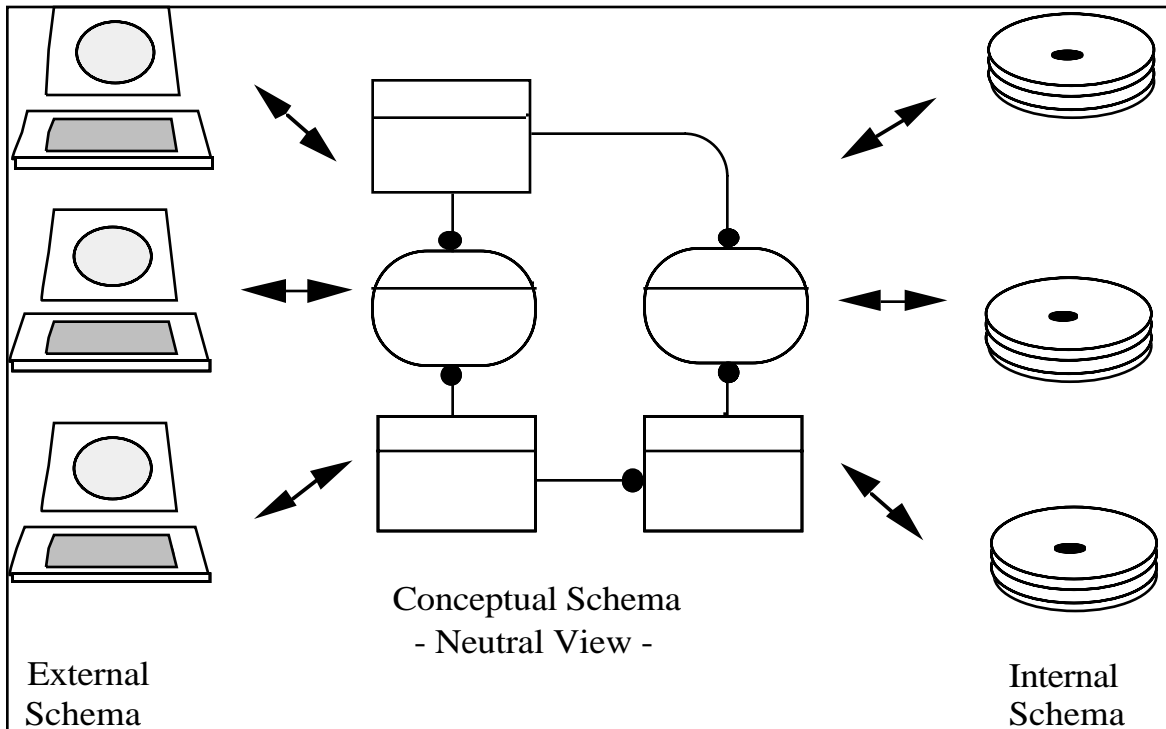 Conceptual Schema
- Neutral View -
External
Schema
Internal
Schema